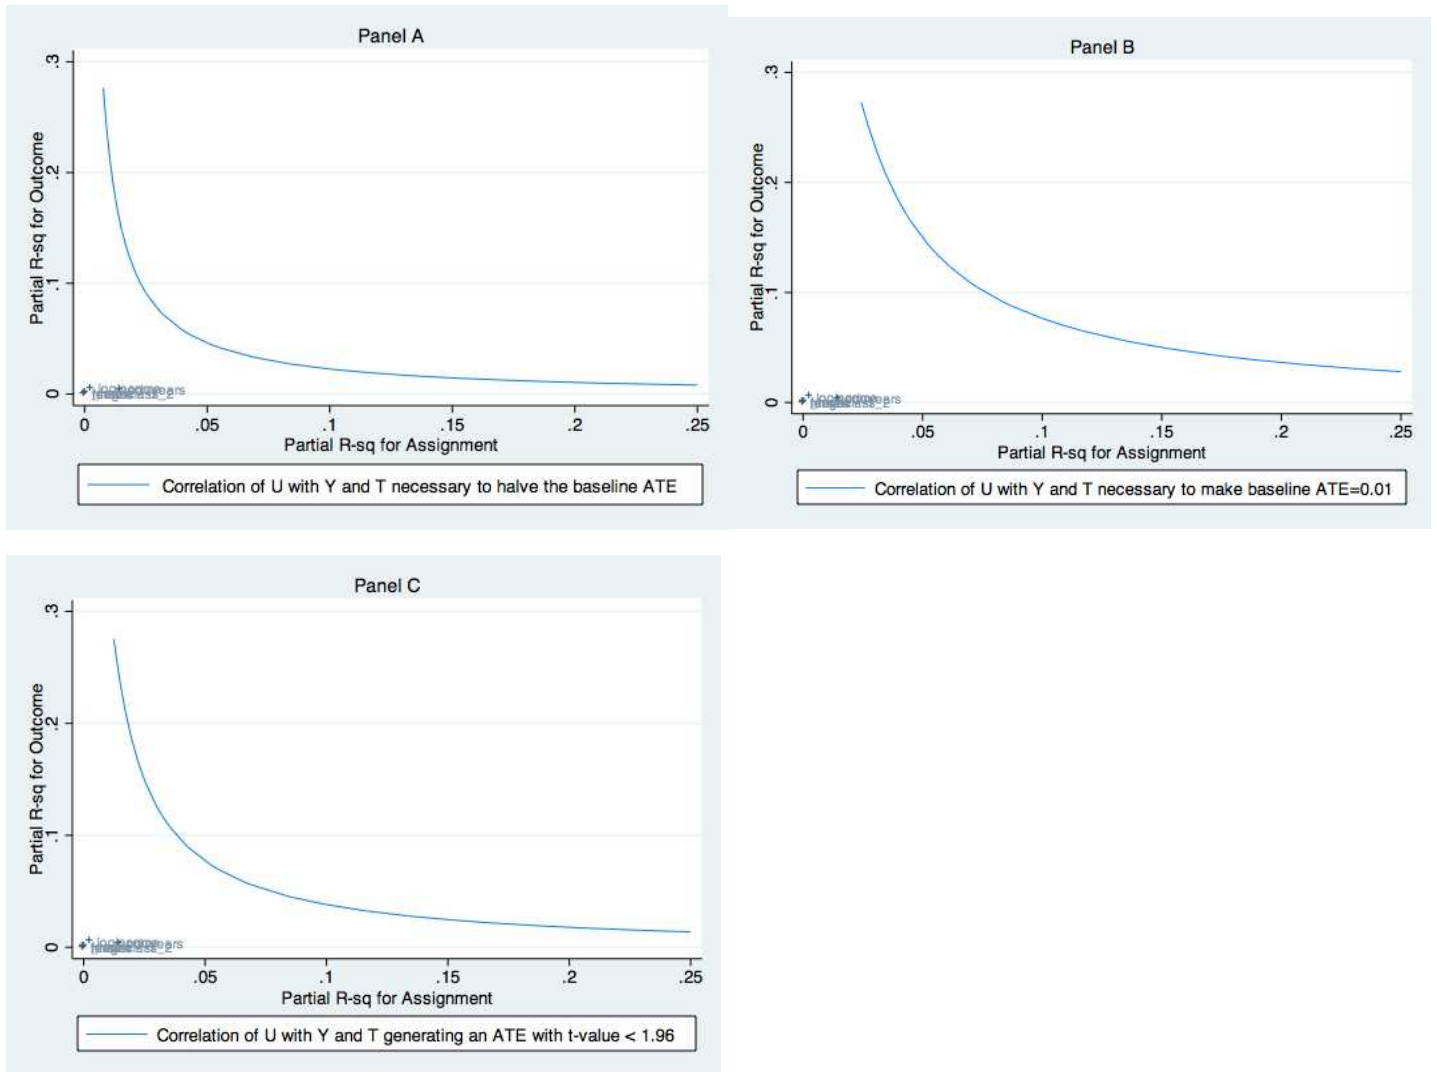 Panel A
.3
.2
.1
0
Partial R-sq for Outcome
0 .05 .1 .15 .2 .25
Partial R-sq for Assignment
Correlation of U with Y and T necessary to halve the baseline ATE
Panel B
.3
.2
.1
0
Partial R-sq for Outcome
0 .05 .1 .15 .2 .25
Partial R-sq for Assignment
Correlation of U with Y and T necessary to make baseline ATE=0.01
Panel C
.3
.2
.1
0
Partial R-sq for Outcome
0 .05 .1 .15 .2 .25
Partial R-sq for Assignment
Correlation of U with Y and T generating an ATE with t-value < 1.96